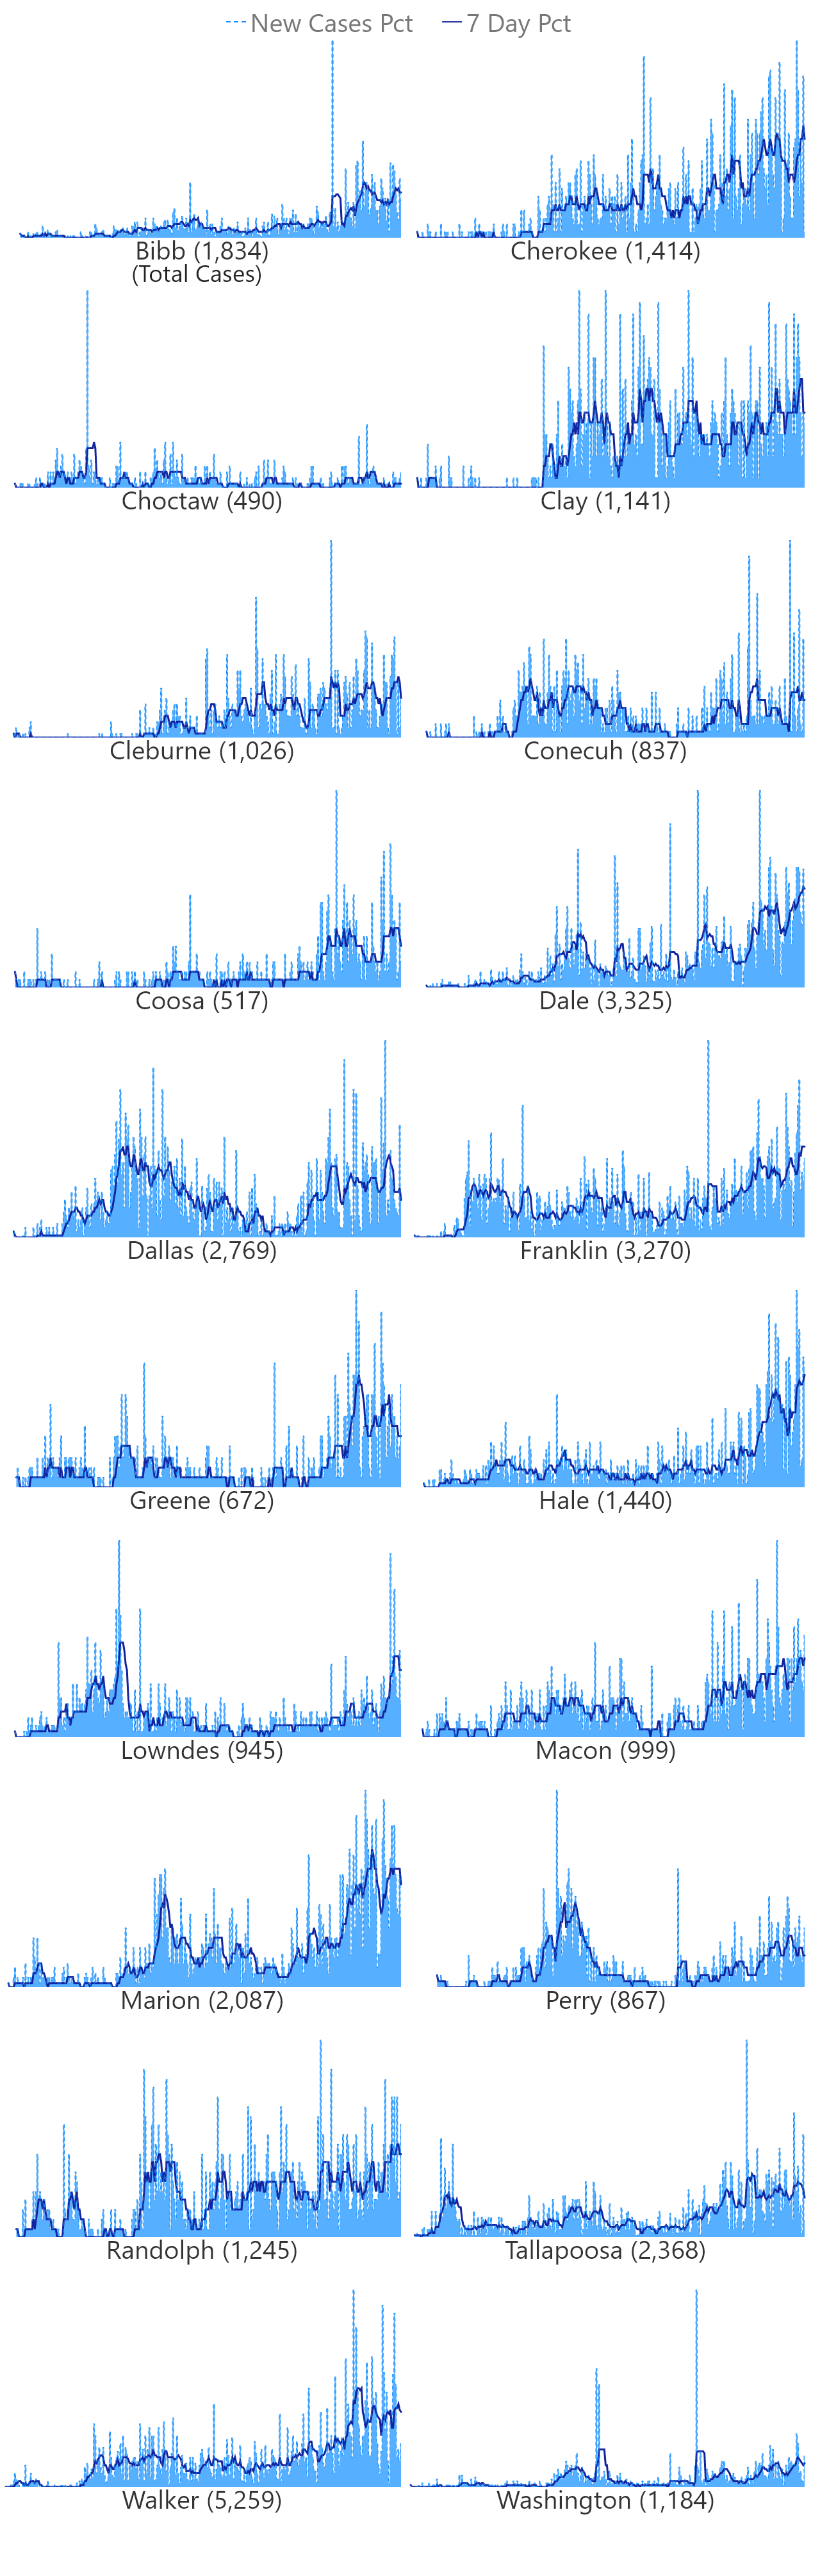 New Cases Pct 7 Day Pct
Bibb (1,834) Cherokee (1,414)
(Total Cases)
Choctaw (490) Clay (1,141)
Cleburne (1,026) Conecuh (837)
Coosa (517) Dale (3,325)
Dallas (2,769) Franklin (3,270)
Greene (672) Hale (1,440)
Lowndes (945) Macon (999)
Marion (2,087) Perry (867)
Randolph (1,245) Tallapoosa (2,368)
Walker (5,259) Washington (1,184)